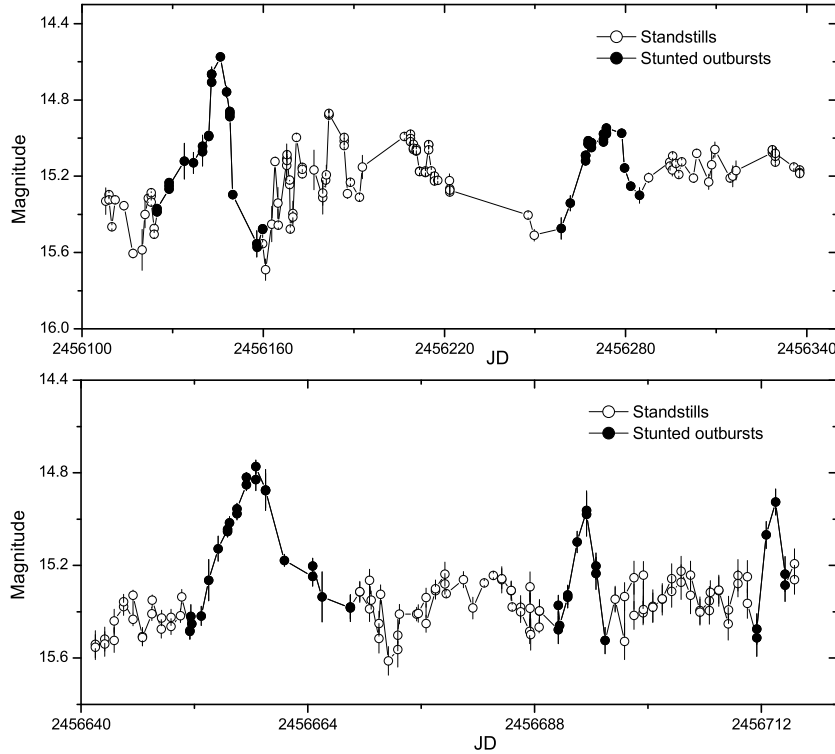 14.4
14.8
15.2
15.6
16.0
Magnitude
Standstills
Stunted outbursts
2456100
2456160
2456220
2456280
2456340
JD
14.4
14.8
15.2
15.6
Magnitude
Standstills
Stunted outbursts
2456640
2456664
2456688
2456712
JD